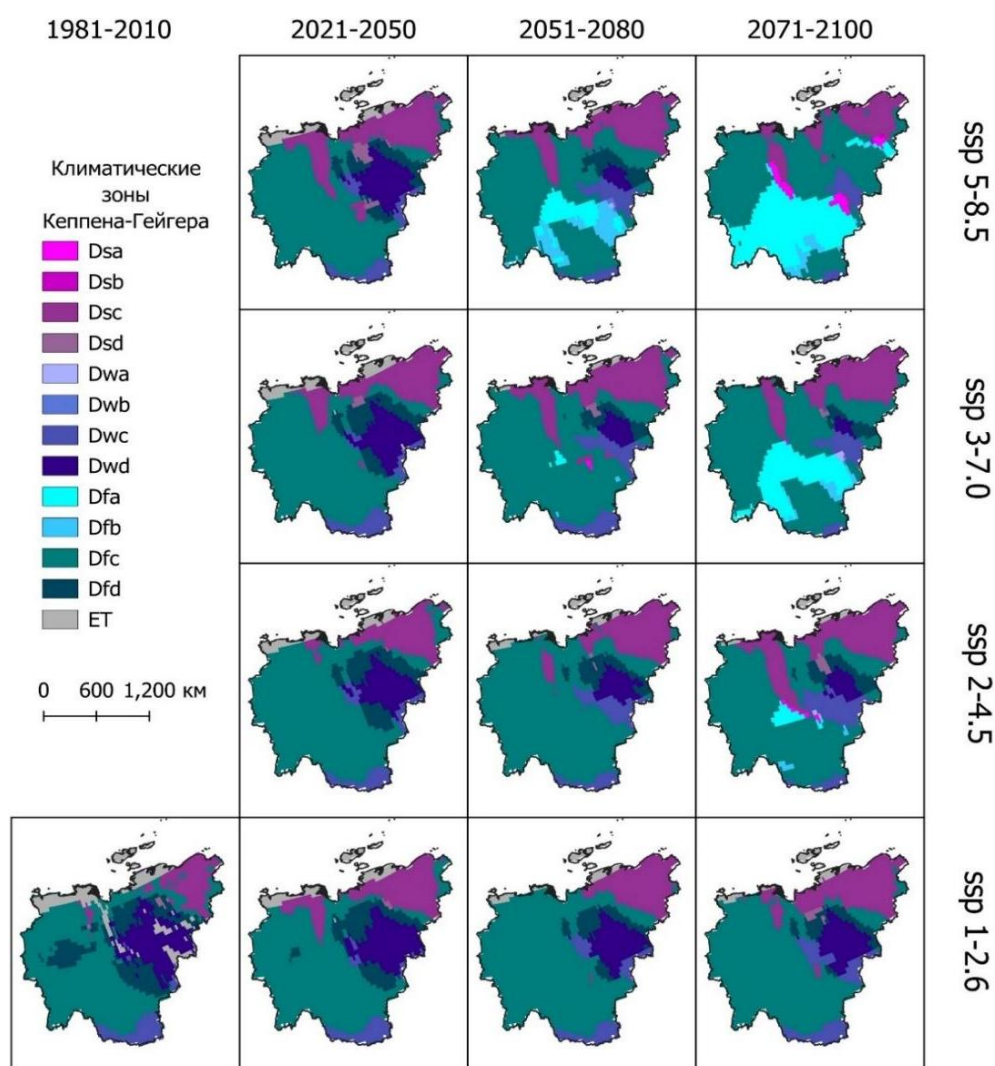 1981-2010 2021-2050 2051-2080 2071-2100
ssp 5-8.5
Климатические
зоны
Кеппена-Гейгера
Dsa
Dsb
Dsc
Dsd
Dwa
Dwb
Dwc
Dwd
Dfa
Dfb
Dfc
Dfd
ET
ssp 3-7.0
0 600 1,200 км
ssp 2-4.5
ssp 1-2.6